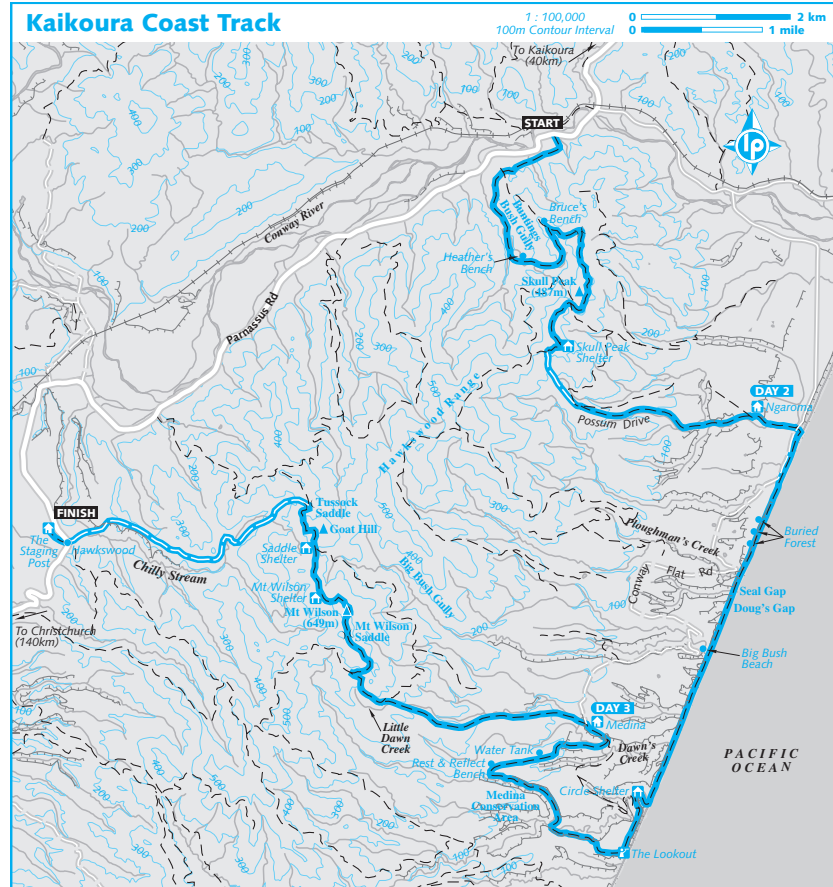 Kaikoura Coast Track
1 : 100,000
100m Contour Interval
0
2 km
0
1 mile
To Kaikoura
(40km)
START
lp
Conway River
Parnassus Rd
Buntings
Bush Gully
Bruce's
Bench
Heather's
Bench
Skull Peak
(487m)
Skull Peak
Shelter
DAY 2
Ngaroma
Possum Drive
Hawkswood Range
Ploughman's Creek
Buried
Forest
Conway
Flat Rd
Seal Gap
Doug's Gap
Big Bush
Beach
FINISH
The
Staging
Post
Hawkswood
Chilly Stream
Tussock
Saddle
Goat Hill
Saddle
Shelter
Big Bush Gully
Mt Wilson
Shelter
Mt Wilson
(649m)
Mt Wilson
Saddle
To Christchurch
(140km)
Little
Dawn
Creek
DAY 3
Medina
Water Tank
Dawn's
Creek
Rest & Reflect
Bench
Medina
Conservation
Area
Circle Shelter
The Lookout
PACIFIC
OCEAN